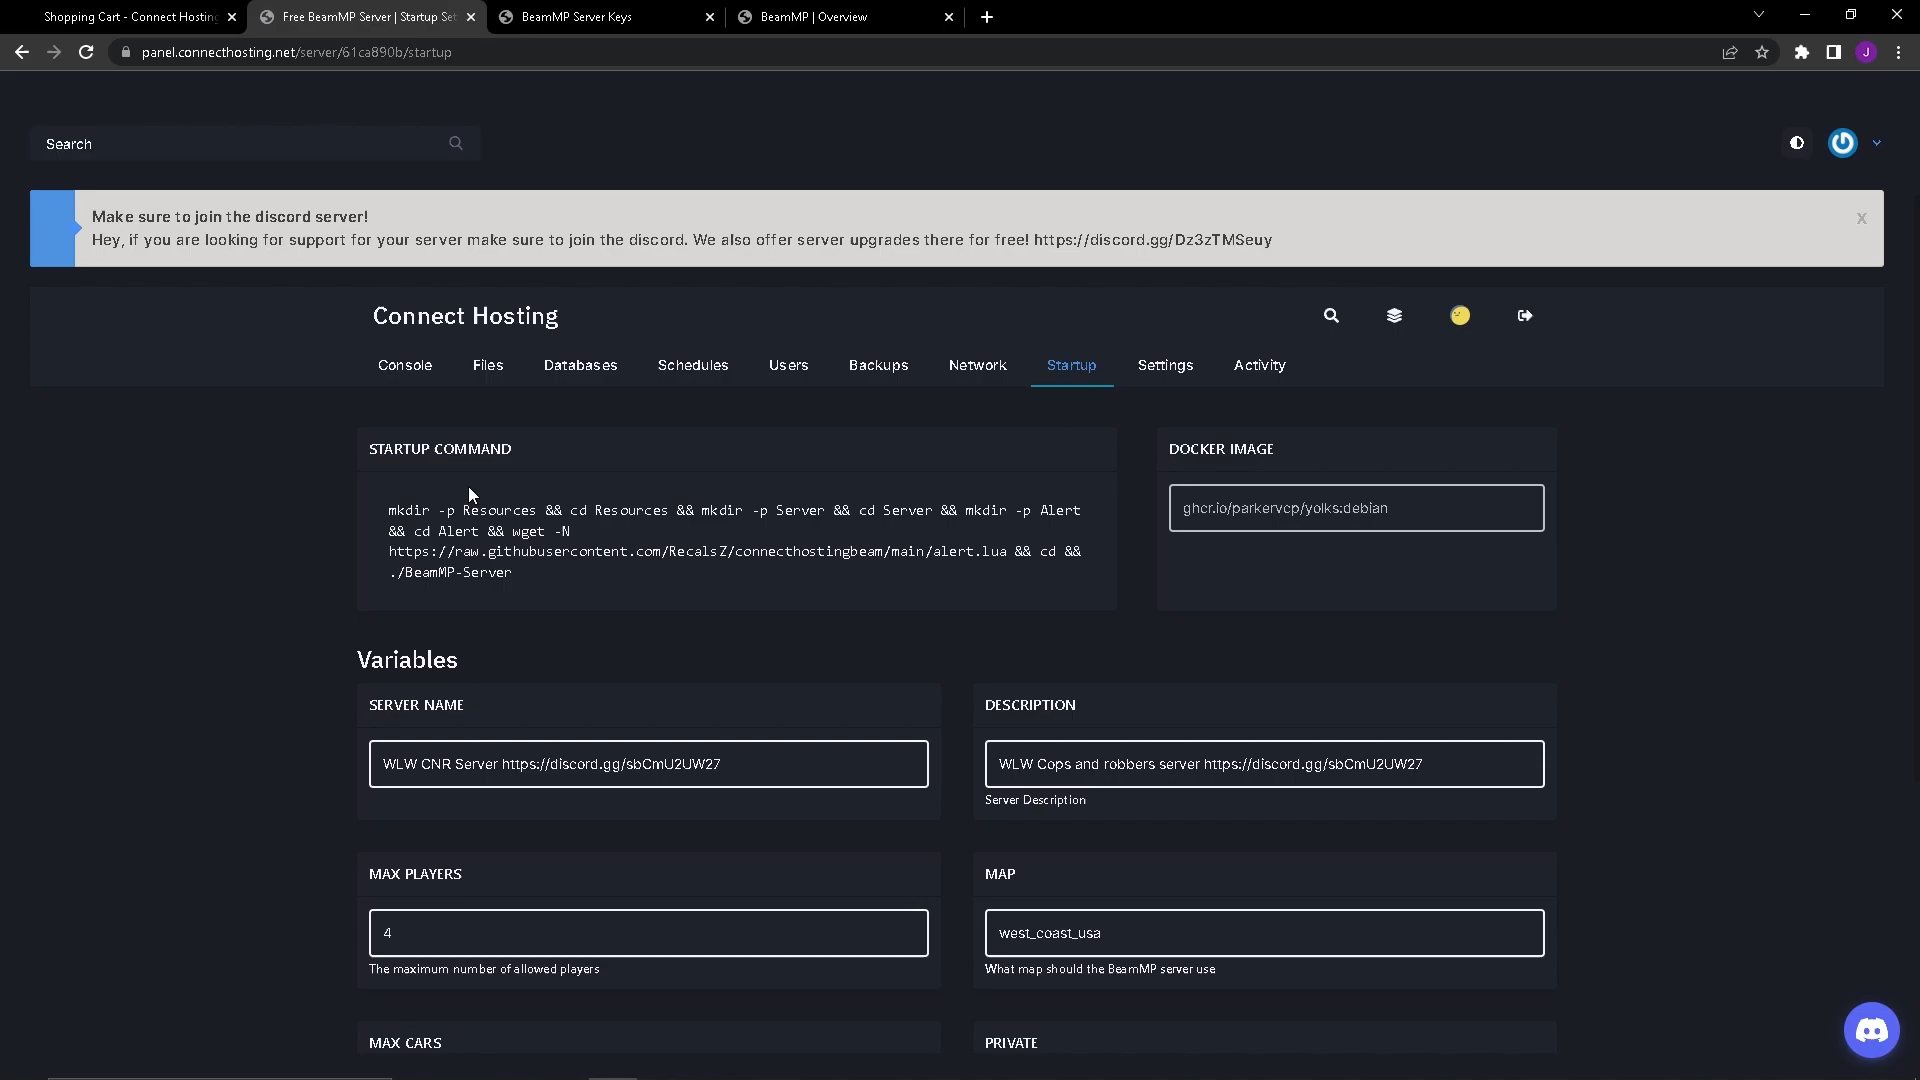 Shopping Cart - Connect Hosting
Free BeamMP Server | Startup Set
BeamMP Server Keys
BeamMP | Overview
panel.connecthosting.net/server/61ca890b/startup
J
Search
Make sure to join the discord server!
X
Hey, if you are looking for support for your server make sure to join the discord. We also offer server upgrades there for free! https://discord.gg/Dz3zTMSeuy
Connect Hosting
Console Files Databases Schedules Users Backups Network Startup Settings Activity
STARTUP COMMAND
mkdir -p Resources && cd Resources && mkdir -p Server && cd Server && mkdir -p Alert
&& cd Alert && wget -N
https://raw.githubusercontent.com/RecalsZ/connecthostingbeam/main/alert.lua && cd &&
./BeamMP-Server
DOCKER IMAGE
ghcr.io/parkervcp/yolks:debian
Variables
SERVER NAME
WLW CNR Server https://discord.gg/sbCmU2UW27
DESCRIPTION
WLW Cops and robbers server https://discord.gg/sbCmU2UW27
Server Description
MAX PLAYERS
4
The maximum number of allowed players
MAP
west_coast_usa
What map should the BeamMP server use
MAX CARS
PRIVATE